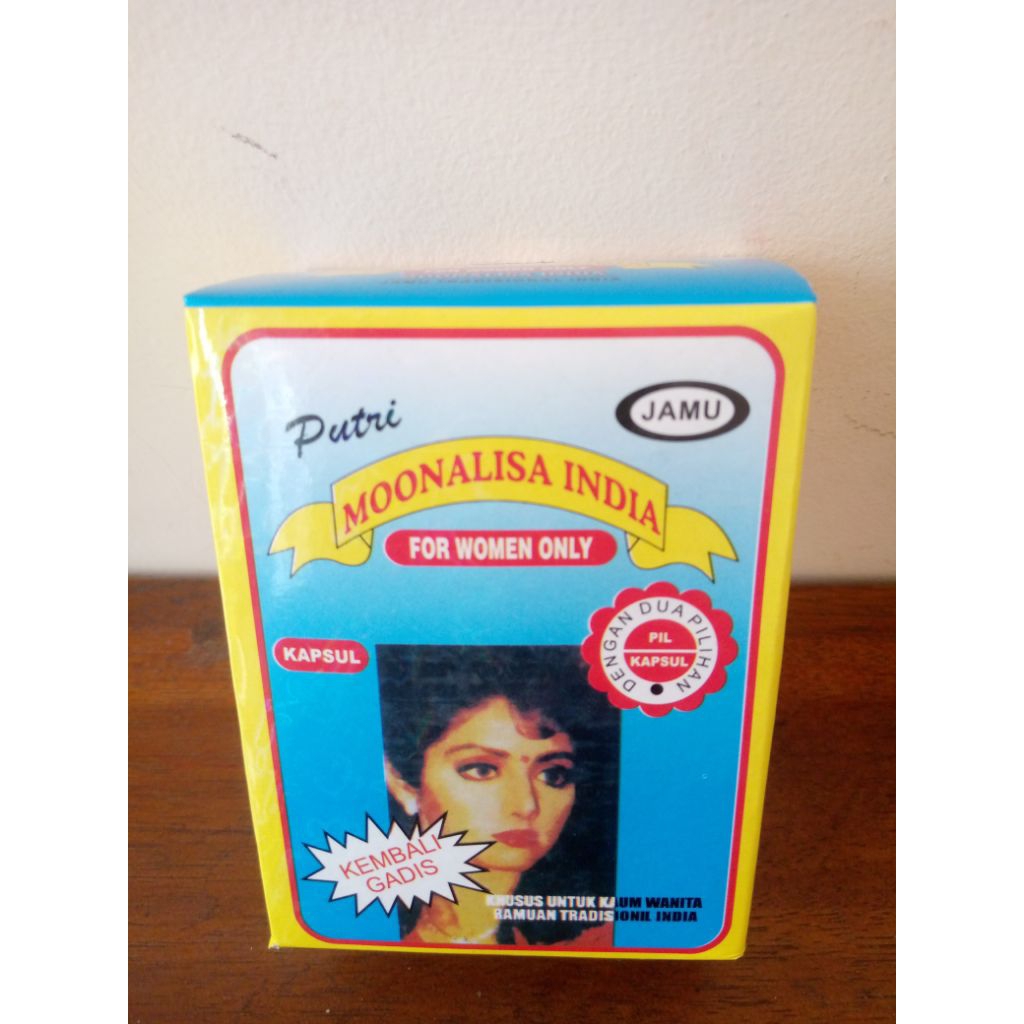 Putri
JAMU
MOONALISA INDIA
FOR WOMEN ONLY
DENGAN DUA PILIHAN
PIL
KAPSUL
KAPSUL
KEMBALI
GADIS
KHUSUS UNTUK KAUM WANITA
RAMUAN TRADISIONIL INDIA